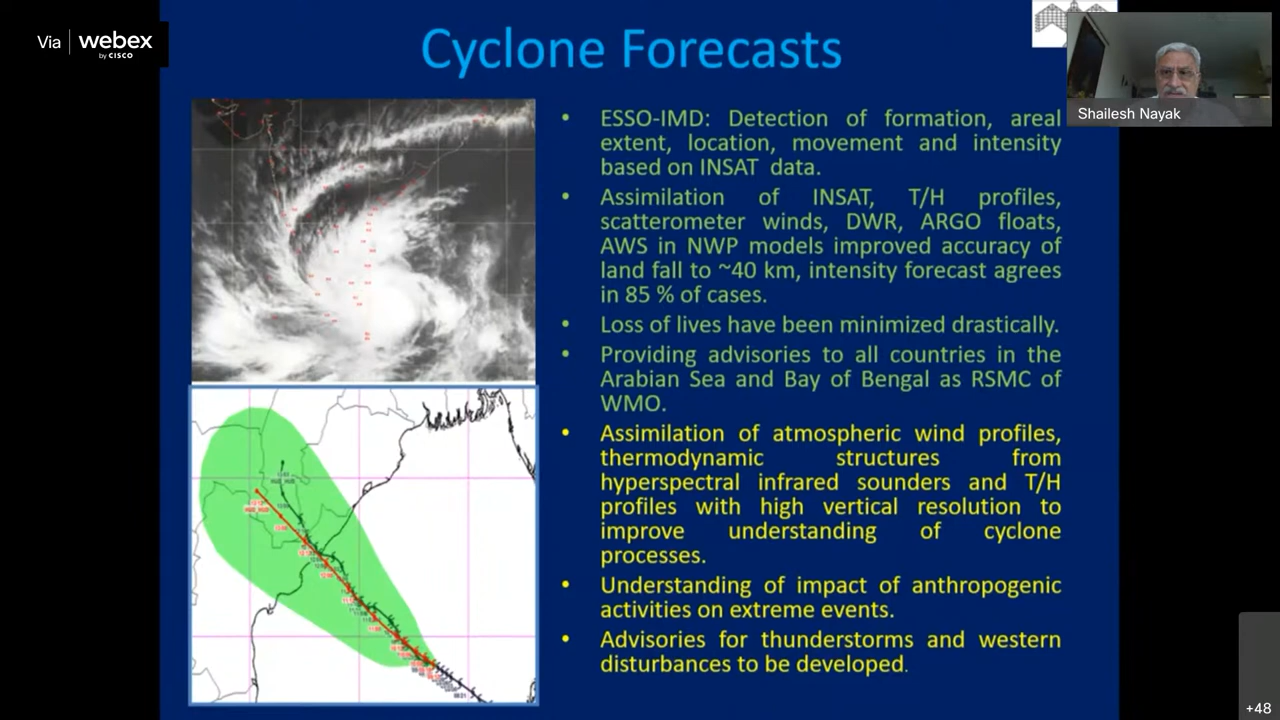 Via webex
by CISCO
Cyclone Forecasts
Shailesh Nayak
• ESSO-IMD: Detection of formation, areal
extent, location, movement and intensity
based on INSAT data.
• Assimilation of INSAT, T/H profiles,
scatterometer winds, DWR, ARGO floats,
AWS in NWP models improved accuracy of
land fall to ~40 km, intensity forecast agrees
in 85 % of cases.
• Loss of lives have been minimized drastically.
• Providing advisories to all countries in the
Arabian Sea and Bay of Bengal as RSMC of
WMO.
• Assimilation of atmospheric wind profiles,
thermodynamic structures from
hyperspectral infrared sounders and T/H
profiles with high vertical resolution to
improve understanding of cyclone
processes.
• Understanding of impact of anthropogenic
activities on extreme events.
• Advisories for thunderstorms and western
disturbances to be developed.
+48